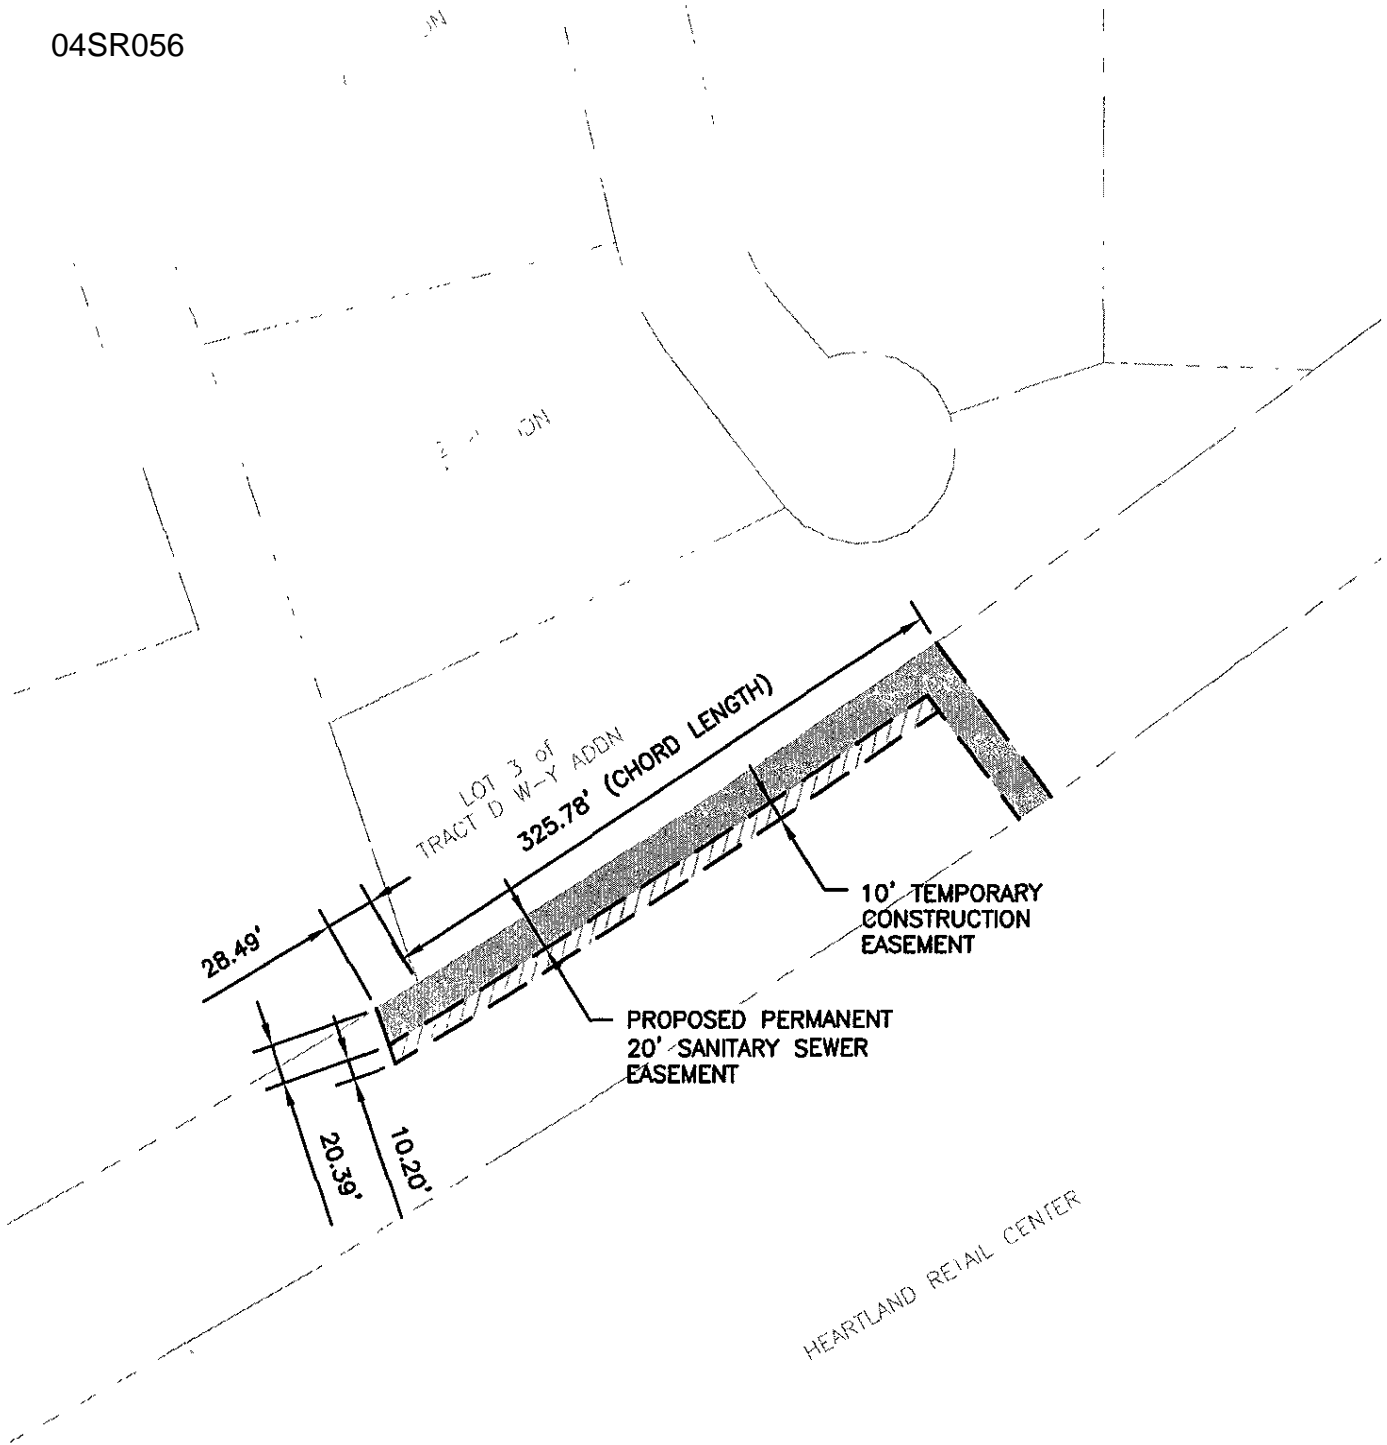 04SR056
LOT 3 of
TRACT D W-Y ADDN
325.78' (CHORD LENGTH)
28.49'
10' TEMPORARY
CONSTRUCTION
EASEMENT
PROPOSED PERMANENT
20' SANITARY SEWER
EASEMENT
20.39'
10.20'
HEARTLAND RETAIL CENTER